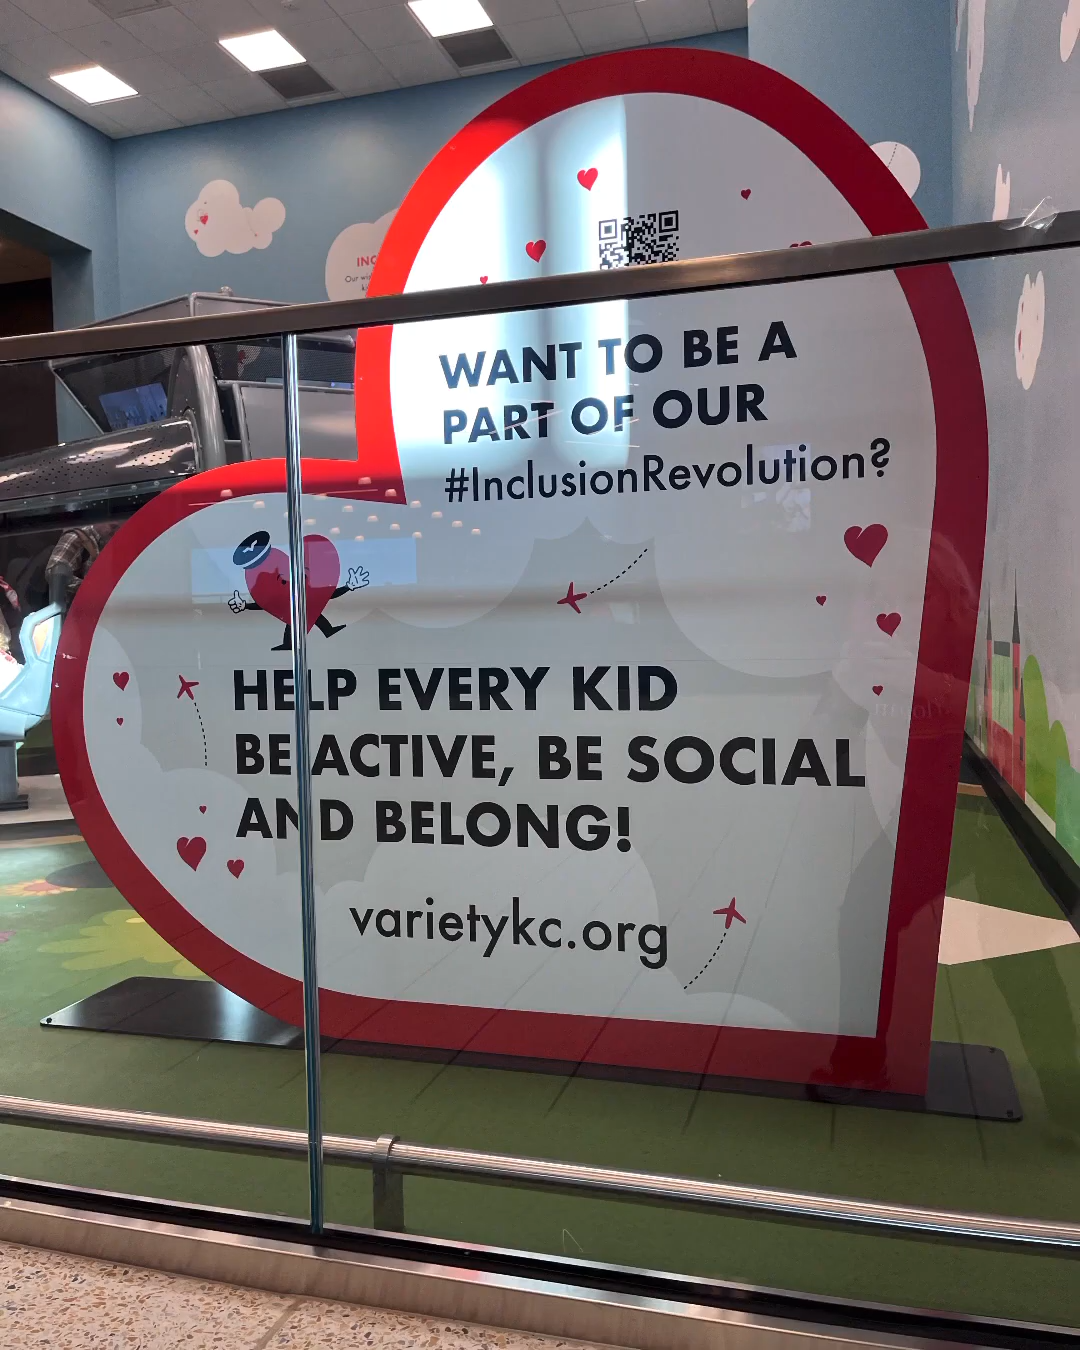 WANT TO BE A
PART OF OUR
#InclusionRevolution?
HELP EVERY KID
BE ACTIVE, BE SOCIAL
AND BELONG!
varietykc.org